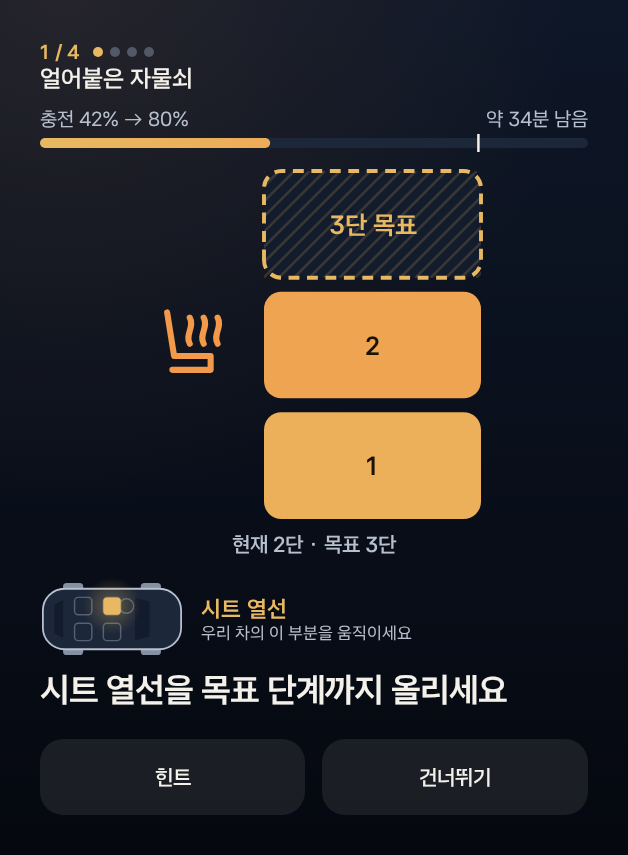 1 / 4
얼어붙은 자물쇠
충전 42% → 80%
약 34분 남음
3단 목표
2
1
현재 2단 · 목표 3단
시트 열선
우리 차의 이 부분을 움직이세요
시트 열선을 목표 단계까지 올리세요
힌트
건너뛰기